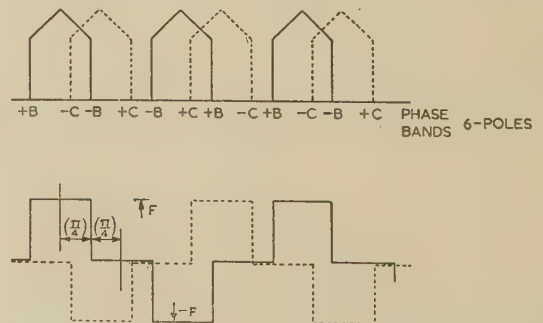 +B -C -B +C -B +C +B -C +B -C -B +C PHASE BANDS 6-POLES
(π/4) (π/4) F
-F